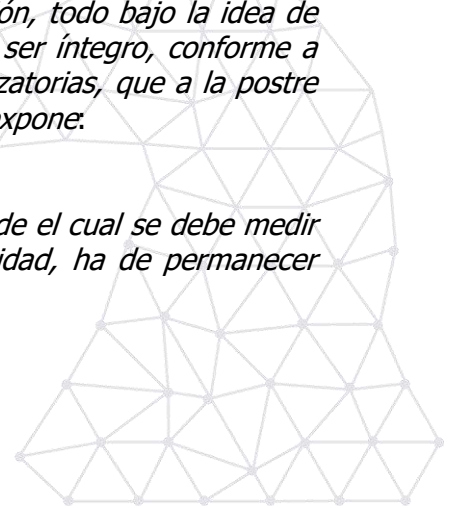 ón, todo bajo la idea de
ser íntegro, conforme a
zatorias, que a la postre
expone:
de el cual se debe medir
idad, ha de permanecer